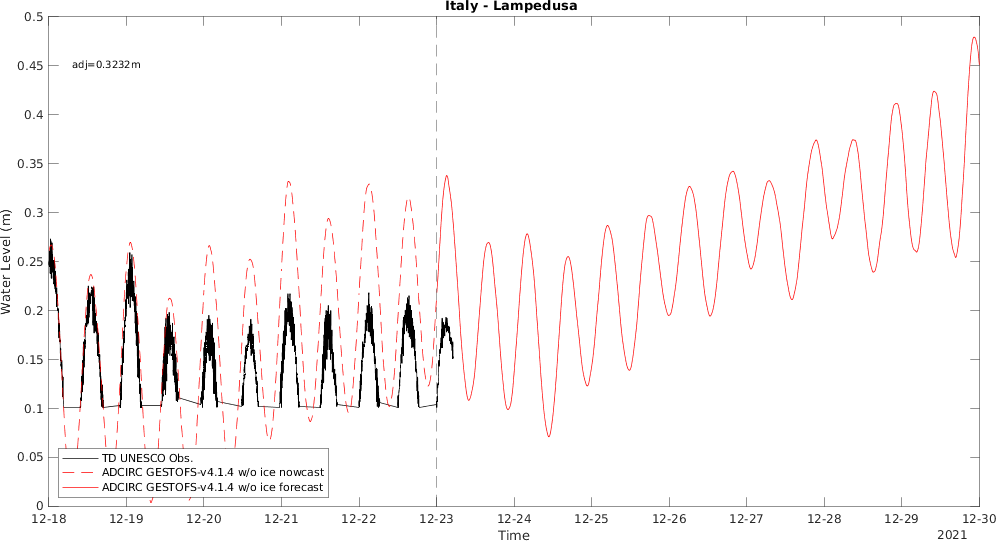 Italy - Lampedusa
0.5
0.45
0.4
0.35
0.3
0.25
0.2
0.15
0.1
0.05
0
Water Level (m)
adj=0.3232m
TD UNESCO Obs.
ADCIRC GESTOFS-v4.1.4 w/o ice nowcast
ADCIRC GESTOFS-v4.1.4 w/o ice forecast
12-18 12-19 12-20 12-21 12-22 12-23 12-24 12-25 12-26 12-27 12-28 12-29 12-30
Time
2021